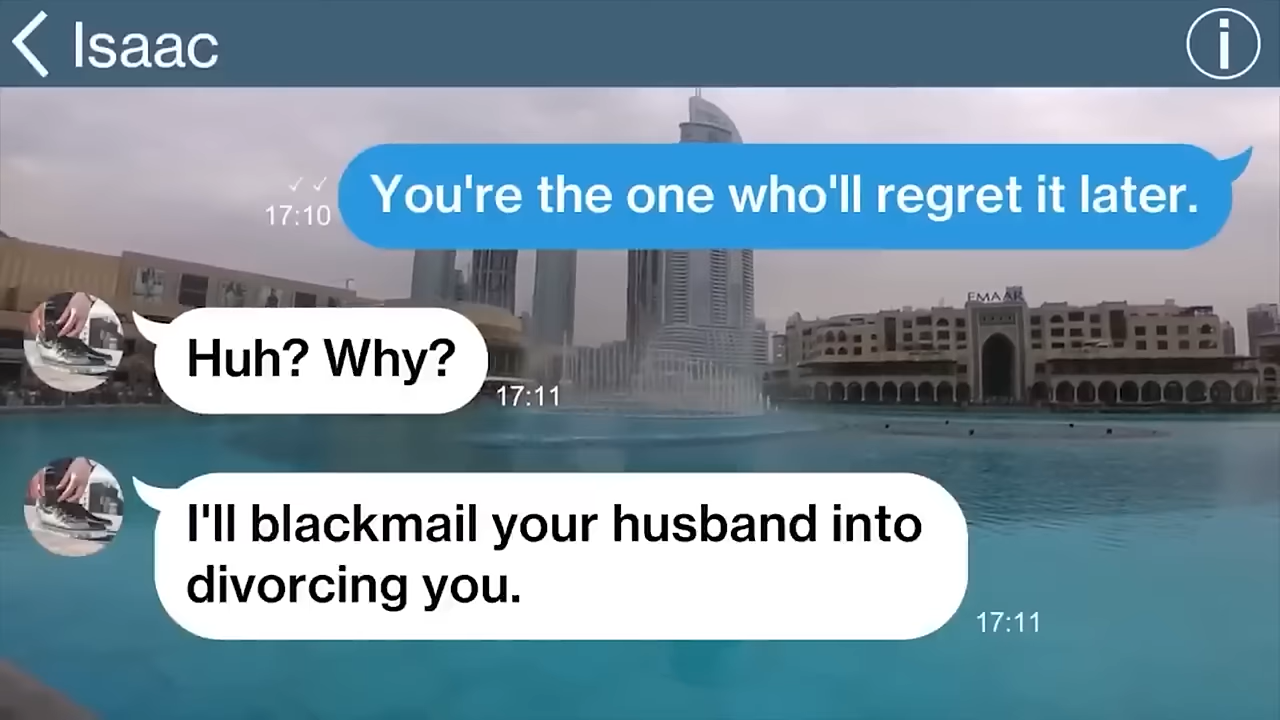 Isaac
i
You're the one who'll regret it later.
17:10
EMAAR
Huh? Why?
17:11
I'll blackmail your husband into
divorcing you.
17:11